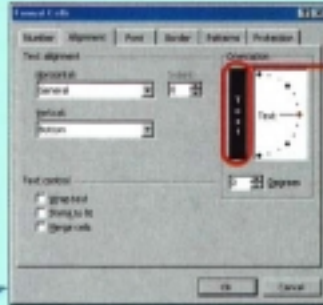 Format Cells
Number Alignment Font Border Patterns Protection
Text alignment
Orientation
Horizontal:
Indent:
General
0
Vertical:
Bottom
Text
Text
0 Degrees
Text control
Wrap text
Shrink to fit
Merge cells
OK Cancel